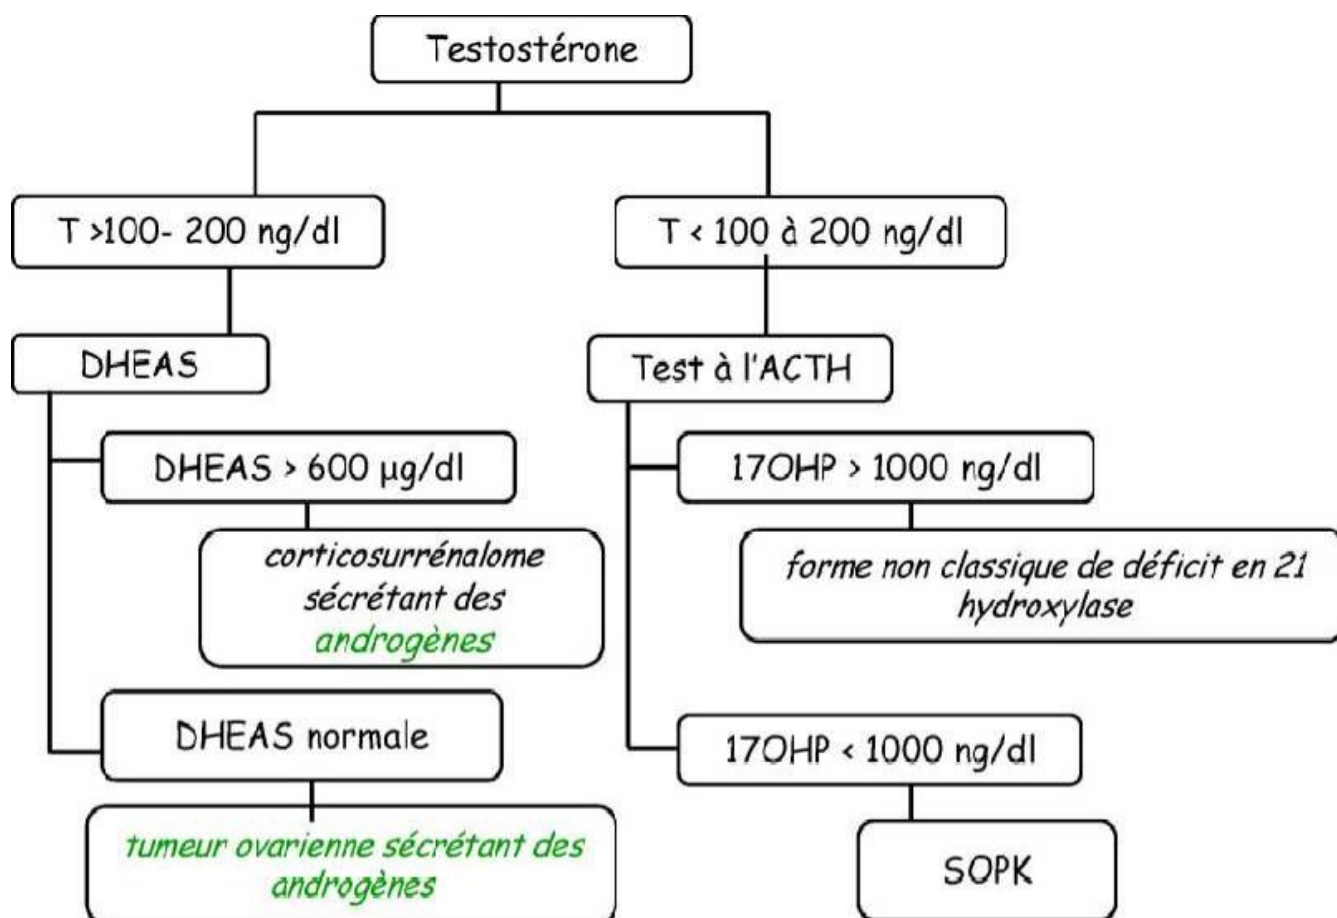 Testostérone
T >100- 200 ng/dl
T < 100 à 200 ng/dl
DHEAS
Test à l'ACTH
DHEAS > 600 µg/dl
17OHP > 1000 ng/dl
corticosurrénalome
sécrétant des
androgènes
forme non classique de déficit en 21
hydroxylase
DHEAS normale
17OHP < 1000 ng/dl
tumeur ovarienne sécrétant des
androgènes
SOPK